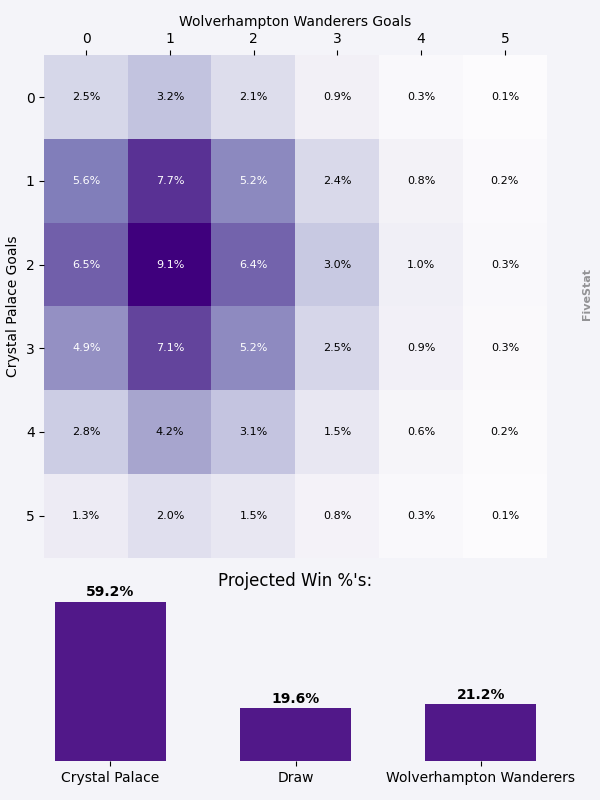 Wolverhampton Wanderers Goals
0 1 2 3 4 5
0 2.5% 3.2% 2.1% 0.9% 0.3% 0.1%
1 5.6% 7.7% 5.2% 2.4% 0.8% 0.2%
2 6.5% 9.1% 6.4% 3.0% 1.0% 0.3%
3 4.9% 7.1% 5.2% 2.5% 0.9% 0.3%
4 2.8% 4.2% 3.1% 1.5% 0.6% 0.2%
5 1.3% 2.0% 1.5% 0.8% 0.3% 0.1%
Crystal Palace Goals
FiveStat
Projected Win %'s:
59.2% 19.6% 21.2%
Crystal Palace Draw Wolverhampton Wanderers